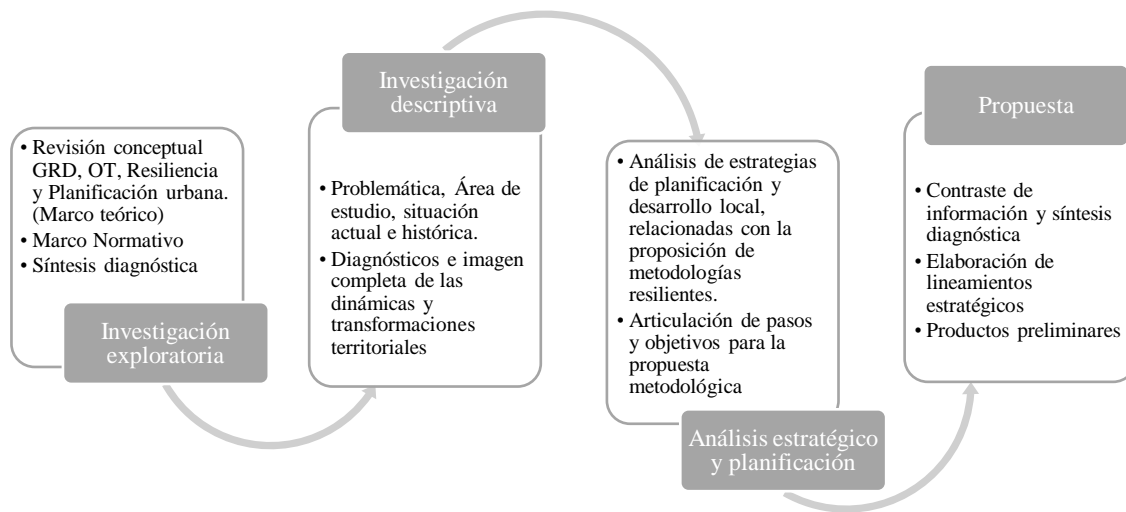 • Revisión conceptual
GRD, OT, Resiliencia
y Planificación urbana.
(Marco teórico)
• Marco Normativo
• Síntesis diagnóstica
Investigación
exploratoria
Investigación
descriptiva
• Problemática, Área de
estudio, situación
actual e histórica.
• Diagnósticos e imagen
completa de las
dinámicas y
transformaciones
territoriales
• Análisis de estrategias
de planificación y
desarrollo local,
relacionadas con la
proposición de
metodologías
resilientes.
• Articulación de pasos
y objetivos para la
propuesta
metodológica
Análisis estratégico
y planificación
Propuesta
• Contraste de
información y síntesis
diagnóstica
• Elaboración de
lineamientos
estratégicos
• Productos preliminares